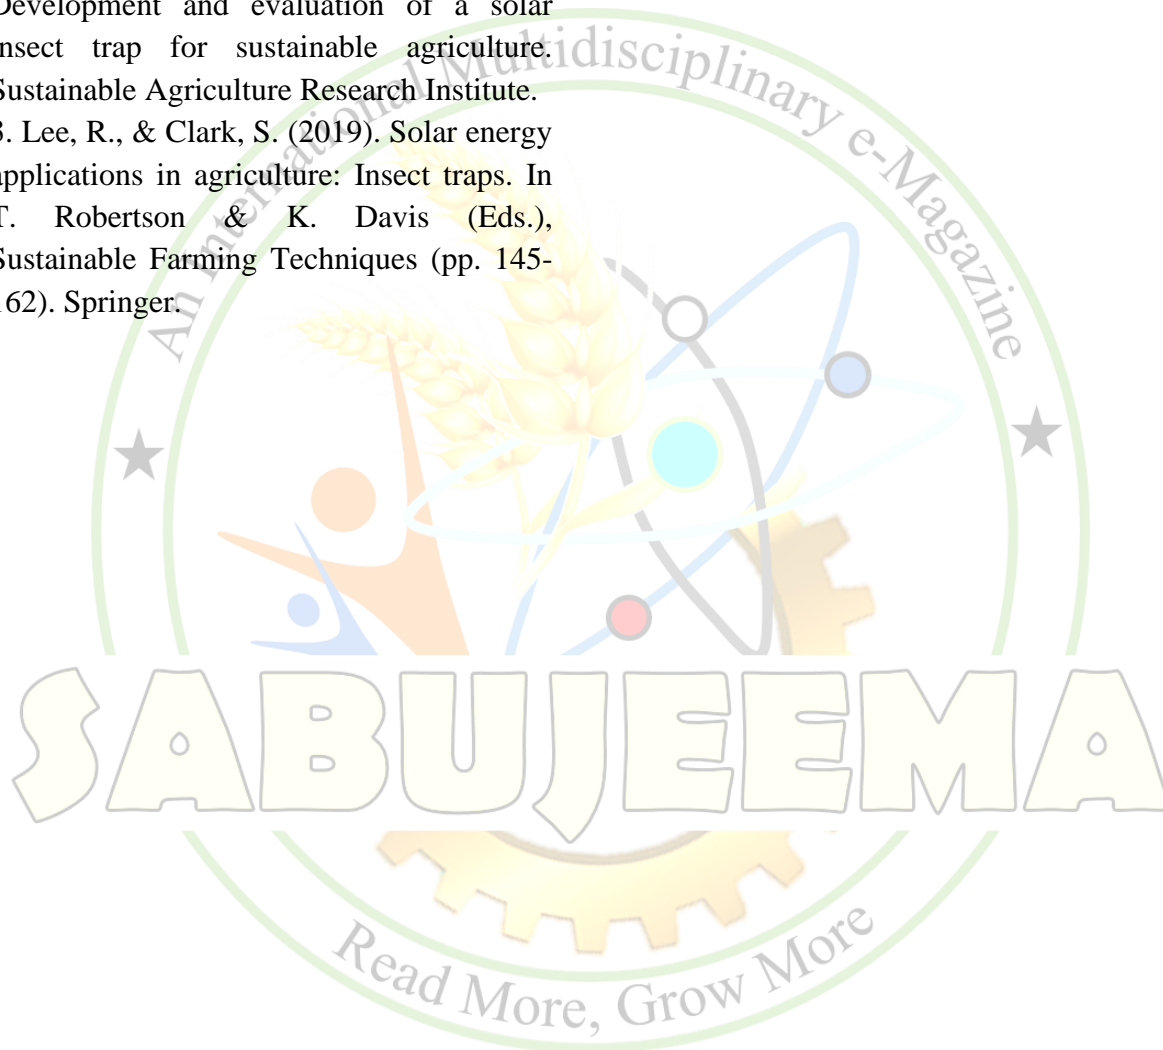 Development and evaluation of a solar
insect trap for sustainable agriculture.
Sustainable Agriculture Research Institute.
3. Lee, R., & Clark, S. (2019). Solar energy
applications in agriculture: Insect traps. In
T. Robertson & K. Davis (Eds.),
Sustainable Farming Techniques (pp. 145-
162). Springer.
An International Multidisciplinary e-Magazine
SABUJEEMA
Read More, Grow More